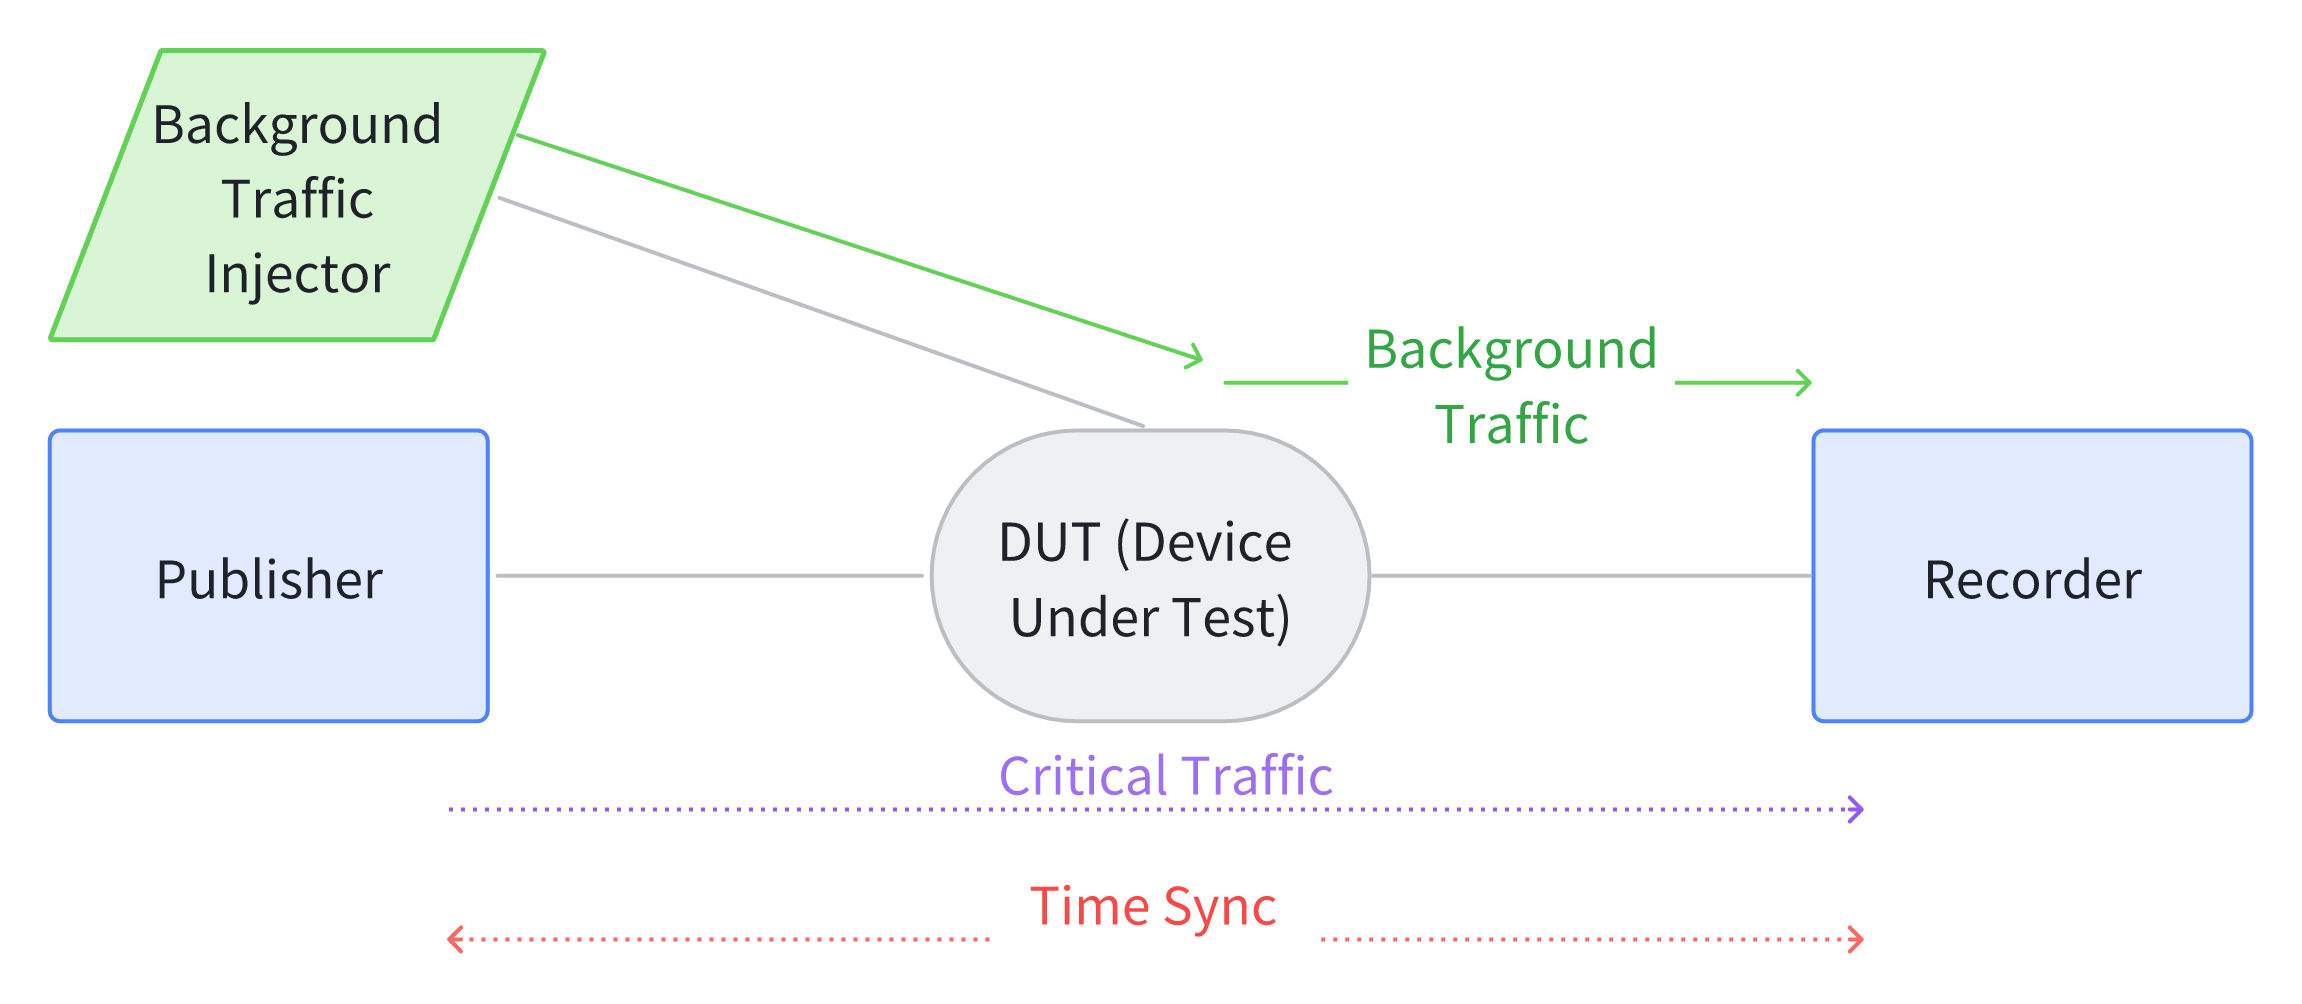 Background
Traffic
Injector
Background
Traffic
Publisher
DUT (Device
Under Test)
Recorder
Critical Traffic
Time Sync